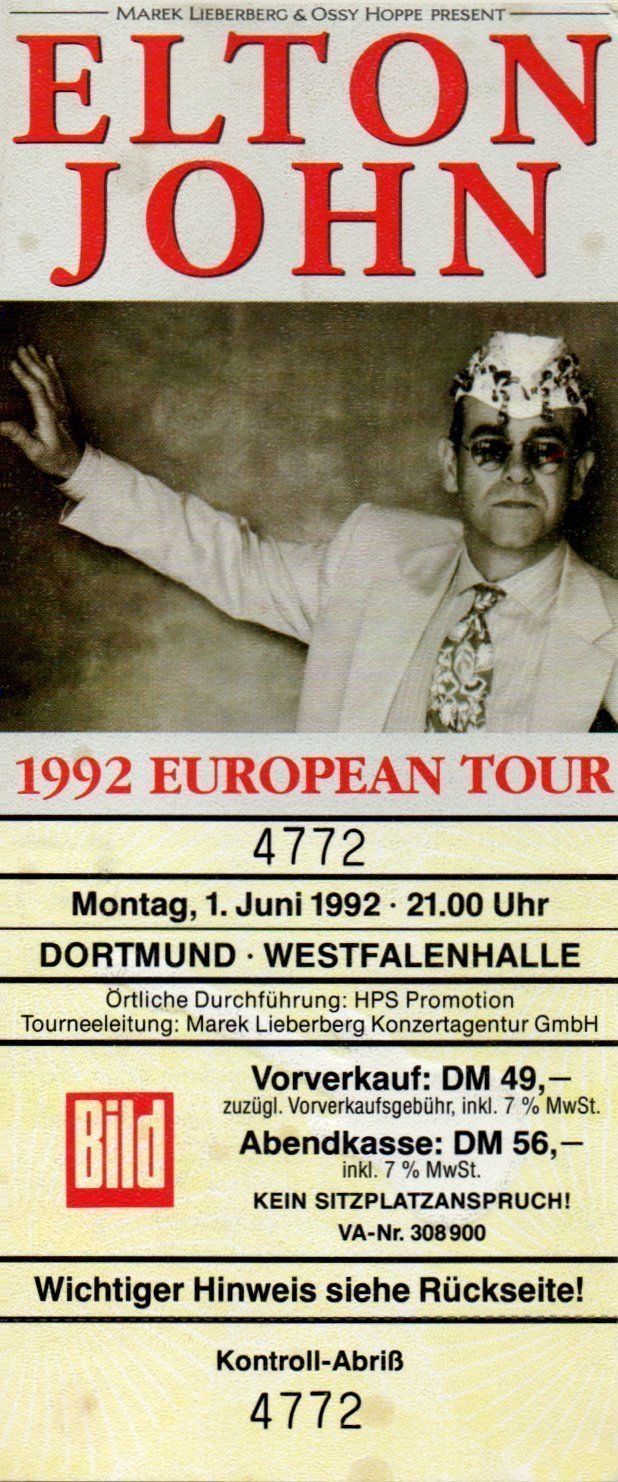 MAREK LIEBERBERG & OSSY HOPPE PRESENT
ELTON
JOHN
1992 EUROPEAN TOUR
4772
Montag, 1. Juni 1992 · 21.00 Uhr
DORTMUND · WESTFALENHALLE
Örtliche Durchführung: HPS Promotion
Tourneeleitung: Marek Lieberberg Konzertagentur GmbH
Bild
Vorverkauf: DM 49,—
zuzügl. Vorverkaufsgebühr, inkl. 7 % MwSt.
Abendkasse: DM 56,—
inkl. 7 % MwSt.
KEIN SITZPLATZANSPRUCH!
VA-Nr. 308900
Wichtiger Hinweis siehe Rückseite!
Kontroll-Abriß
4772